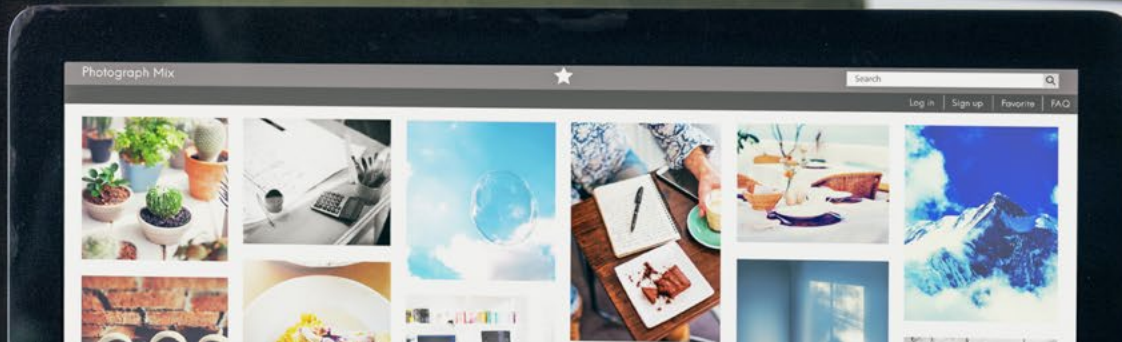 Photograph Mix
Search
Log in
Sign up
Favorite
FAQ